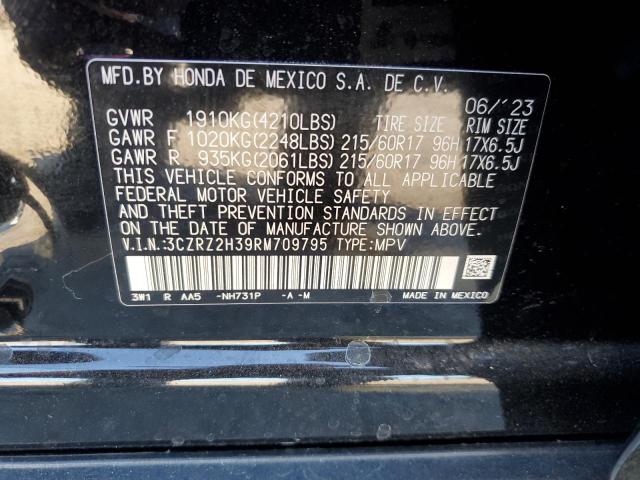 MFD. BY HONDA DE MEXICO S.A. DE C.V.
06/'23
GVWR 1910KG(4210LBS) TIRE SIZE RIM SIZE
GAWR F 1020KG(2248LBS) 215/60R17 96H 17X6.5J
GAWR R 935KG(2061LBS) 215/60R17 96H 17X6.5J
THIS VEHICLE CONFORMS TO ALL APPLICABLE
FEDERAL MOTOR VEHICLE SAFETY
AND THEFT PREVENTION STANDARDS IN EFFECT
ON THE DATE OF MANUFACTURE SHOWN ABOVE.
V.I.N.:3CZRZ2H39RM709795 TYPE:MPV
3W1 R AA5 -NH731P -A -M MADE IN MEXICO